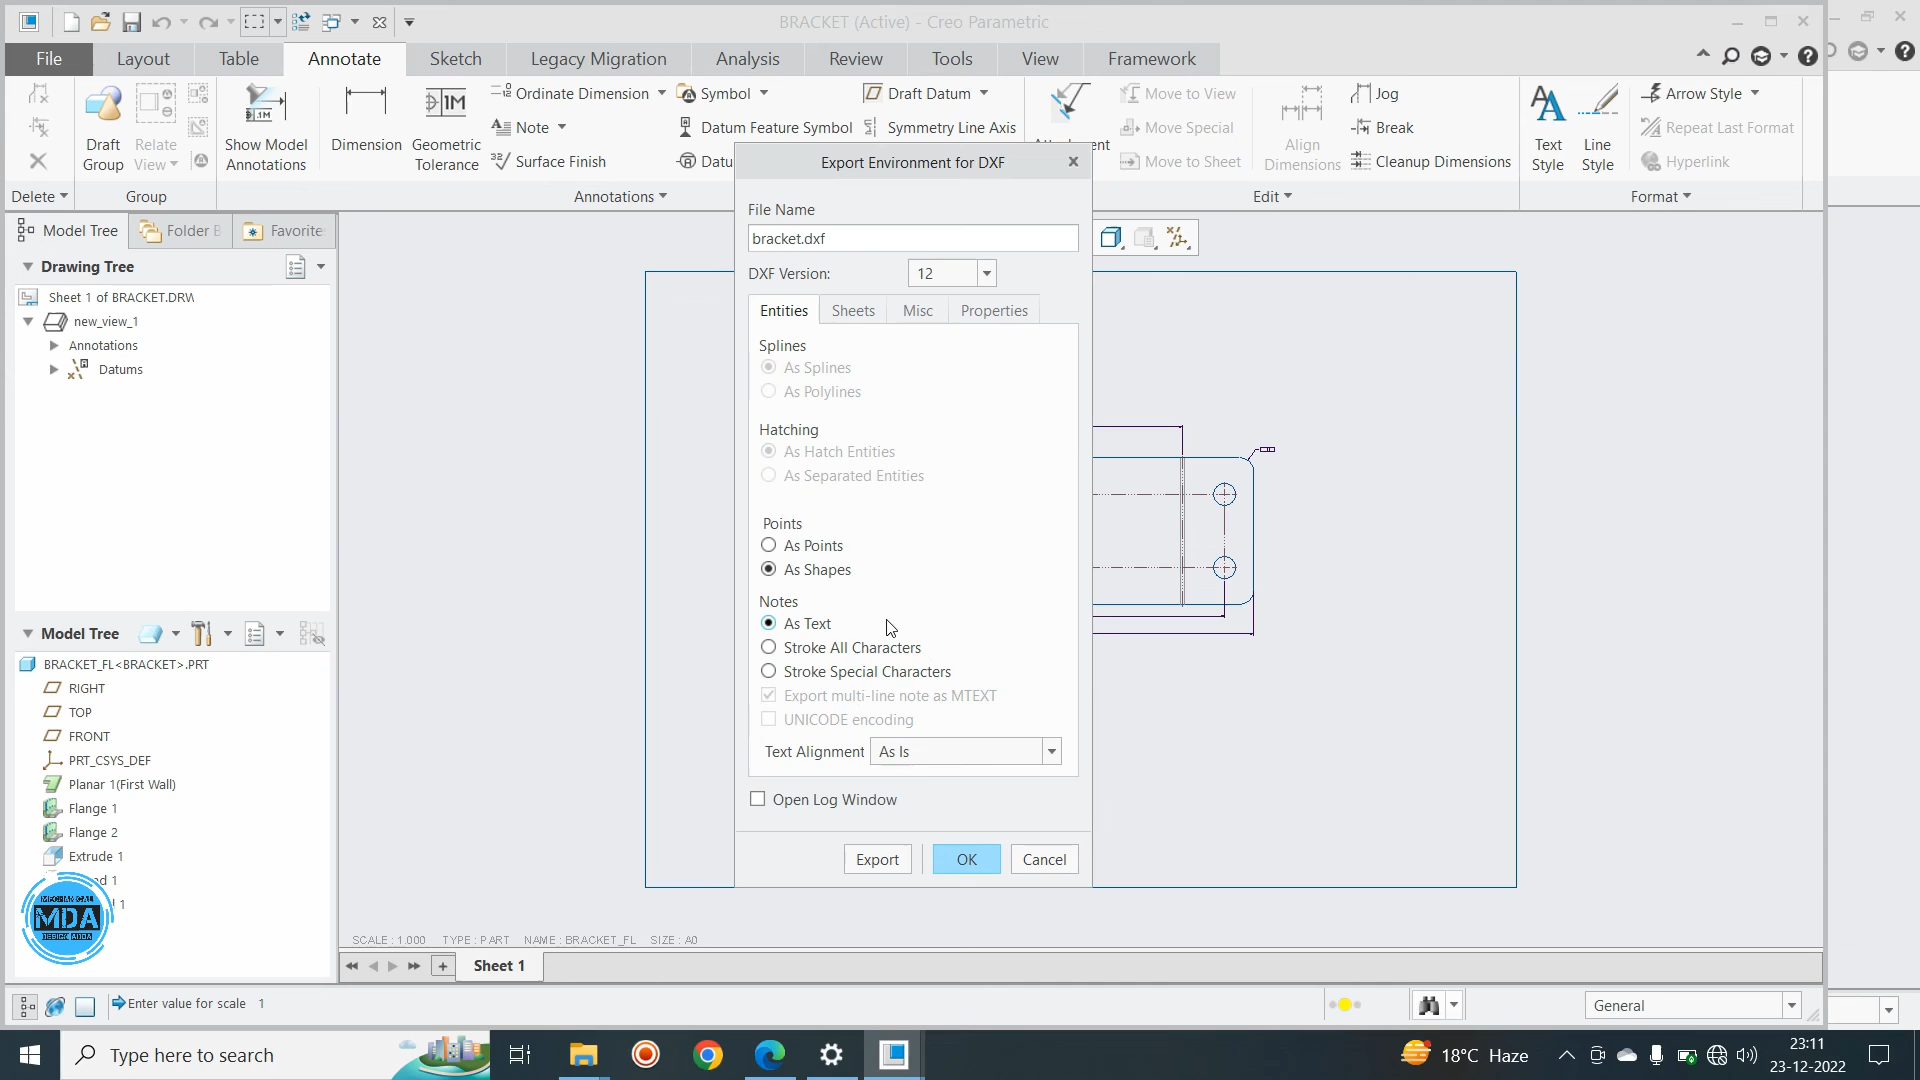 BRACKET (Active) - Creo Parametric
File
Layout
Table
Annotate
Sketch
Legacy Migration
Analysis
Review
Tools
View
Framework
Draft
Group
Relate
View
Show Model
Annotations
Dimension
Geometric
Tolerance
Ordinate Dimension
Note
Surface Finish
Symbol
Datum Feature Symbol
Datu
Draft Datum
Symmetry Line Axis
Move to View
Move Special
Move to Sheet
Align
Dimensions
Jog
Break
Cleanup Dimensions
Text
Style
Line
Style
Arrow Style
Repeat Last Format
Hyperlink
Delete
Group
Annotations
Edit
Format
Model Tree
Folder B
Favorite
Drawing Tree
Sheet 1 of BRACKET.DRW
new_view_1
Annotations
Datums
Model Tree
BRACKET_FL<BRACKET>.PRT
RIGHT
TOP
FRONT
PRT_CSYS_DEF
Planar 1(First Wall)
Flange 1
Flange 2
Extrude 1
d 1
1
MECHANICAL
MDA
DESIGN ADDA
Export Environment for DXF
File Name
bracket.dxf
DXF Version:
12
Entities
Sheets
Misc
Properties
Splines
As Splines
As Polylines
Hatching
As Hatch Entities
As Separated Entities
Points
As Points
As Shapes
Notes
As Text
Stroke All Characters
Stroke Special Characters
Export multi-line note as MTEXT
UNICODE encoding
Text Alignment
As Is
Open Log Window
Export
OK
Cancel
SCALE : 1.000 TYPE : PART NAME : BRACKET_FL SIZE : A0
Sheet 1
Enter value for scale 1
General
Type here to search
18°C Haze
23:11
23-12-2022